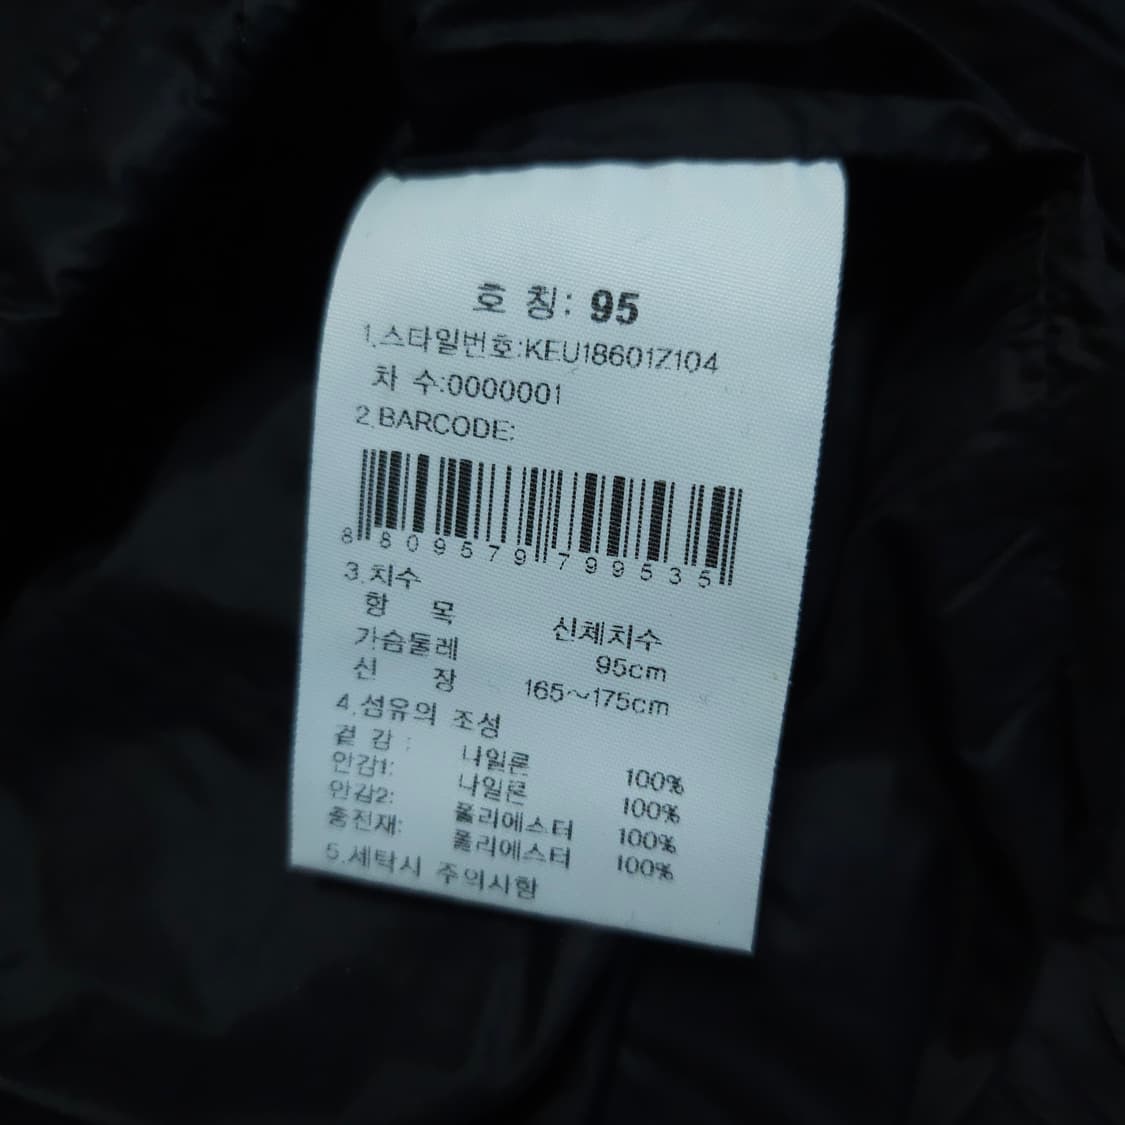 호 칭: 95
1.스타일번호:KEU18601Z104
차 수:0000001
2.BARCODE:
8 809579 799535
3.치수
항 목 신체치수
가슴둘레 95cm
신 장 165~175cm
4.섬유의 조성
겉 감 : 나일론 100%
안감1: 나일론 100%
안감2: 폴리에스터 100%
충전재: 폴리에스터 100%
5.세탁시 주의사항